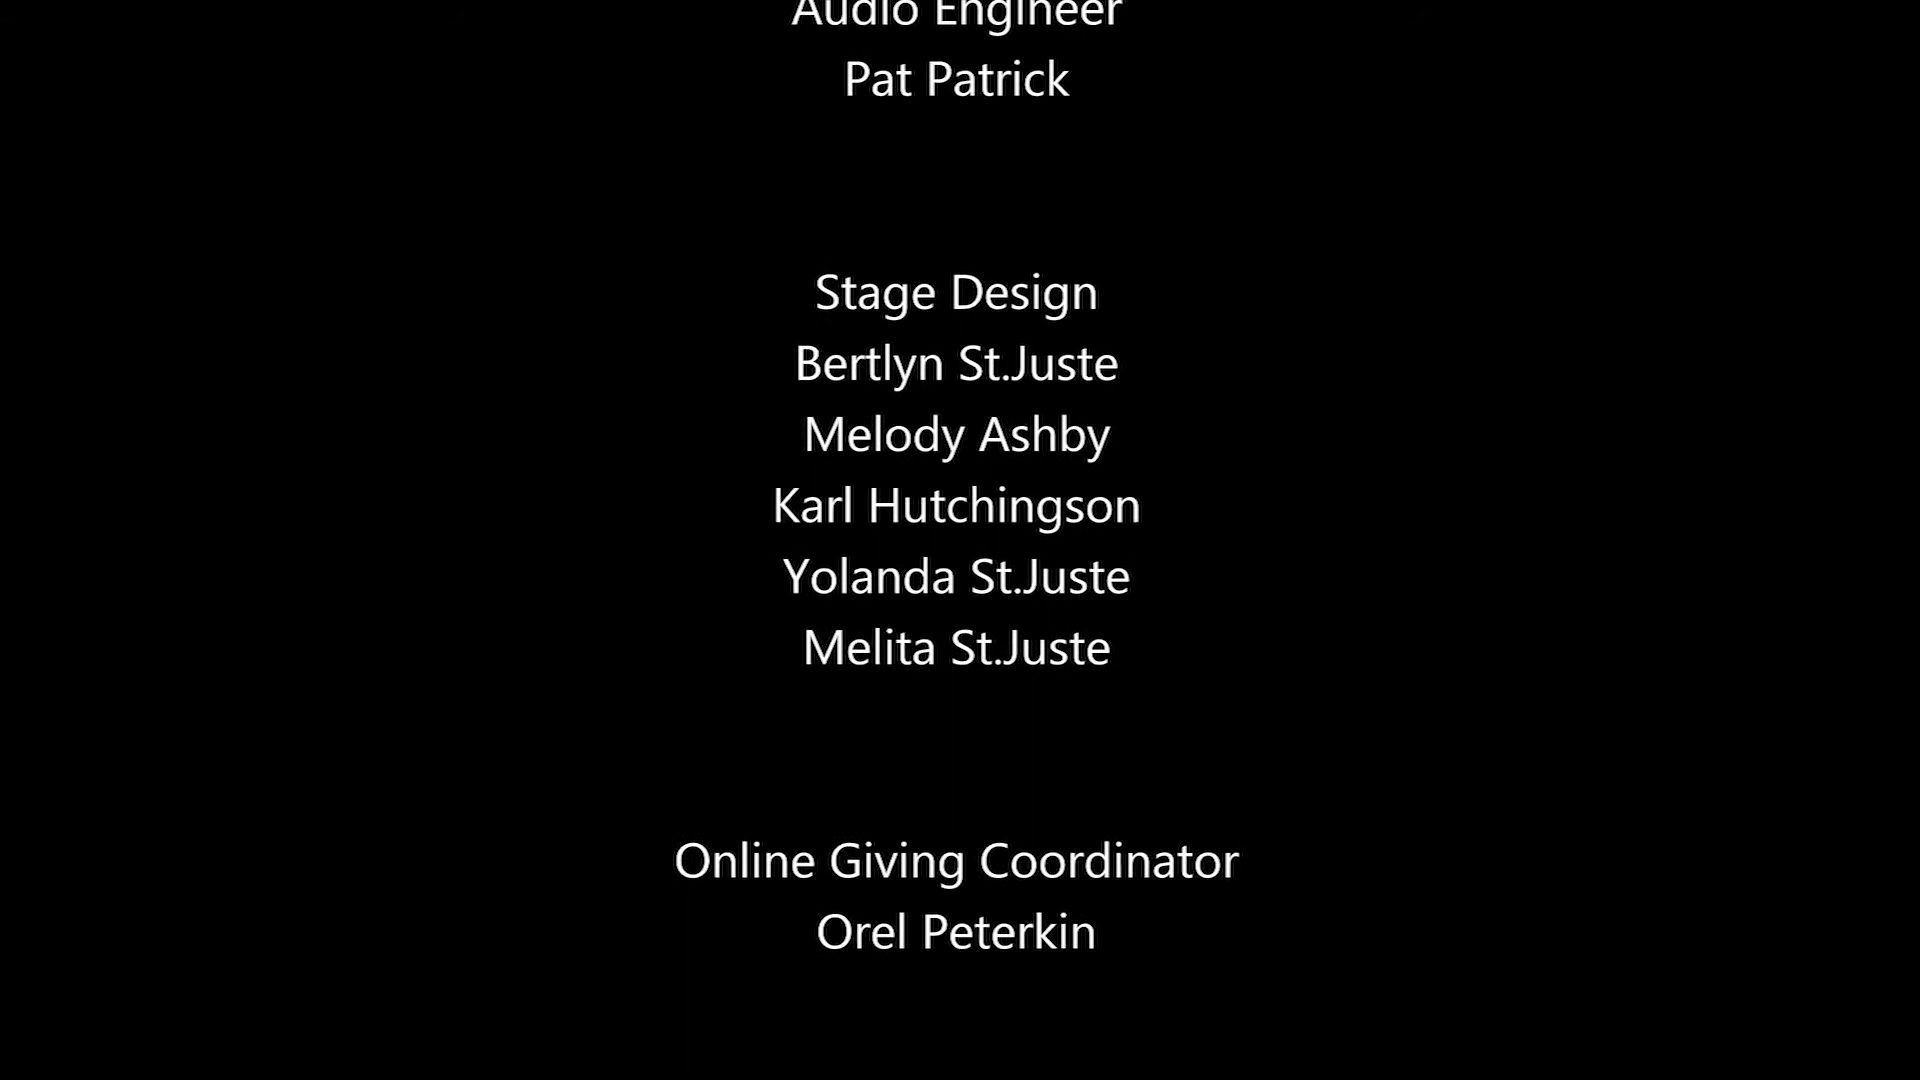 Audio Engineer
Pat Patrick
Stage Design
Bertlyn St.Juste
Melody Ashby
Karl Hutchingson
Yolanda St.Juste
Melita St.Juste
Online Giving Coordinator
Orel Peterkin